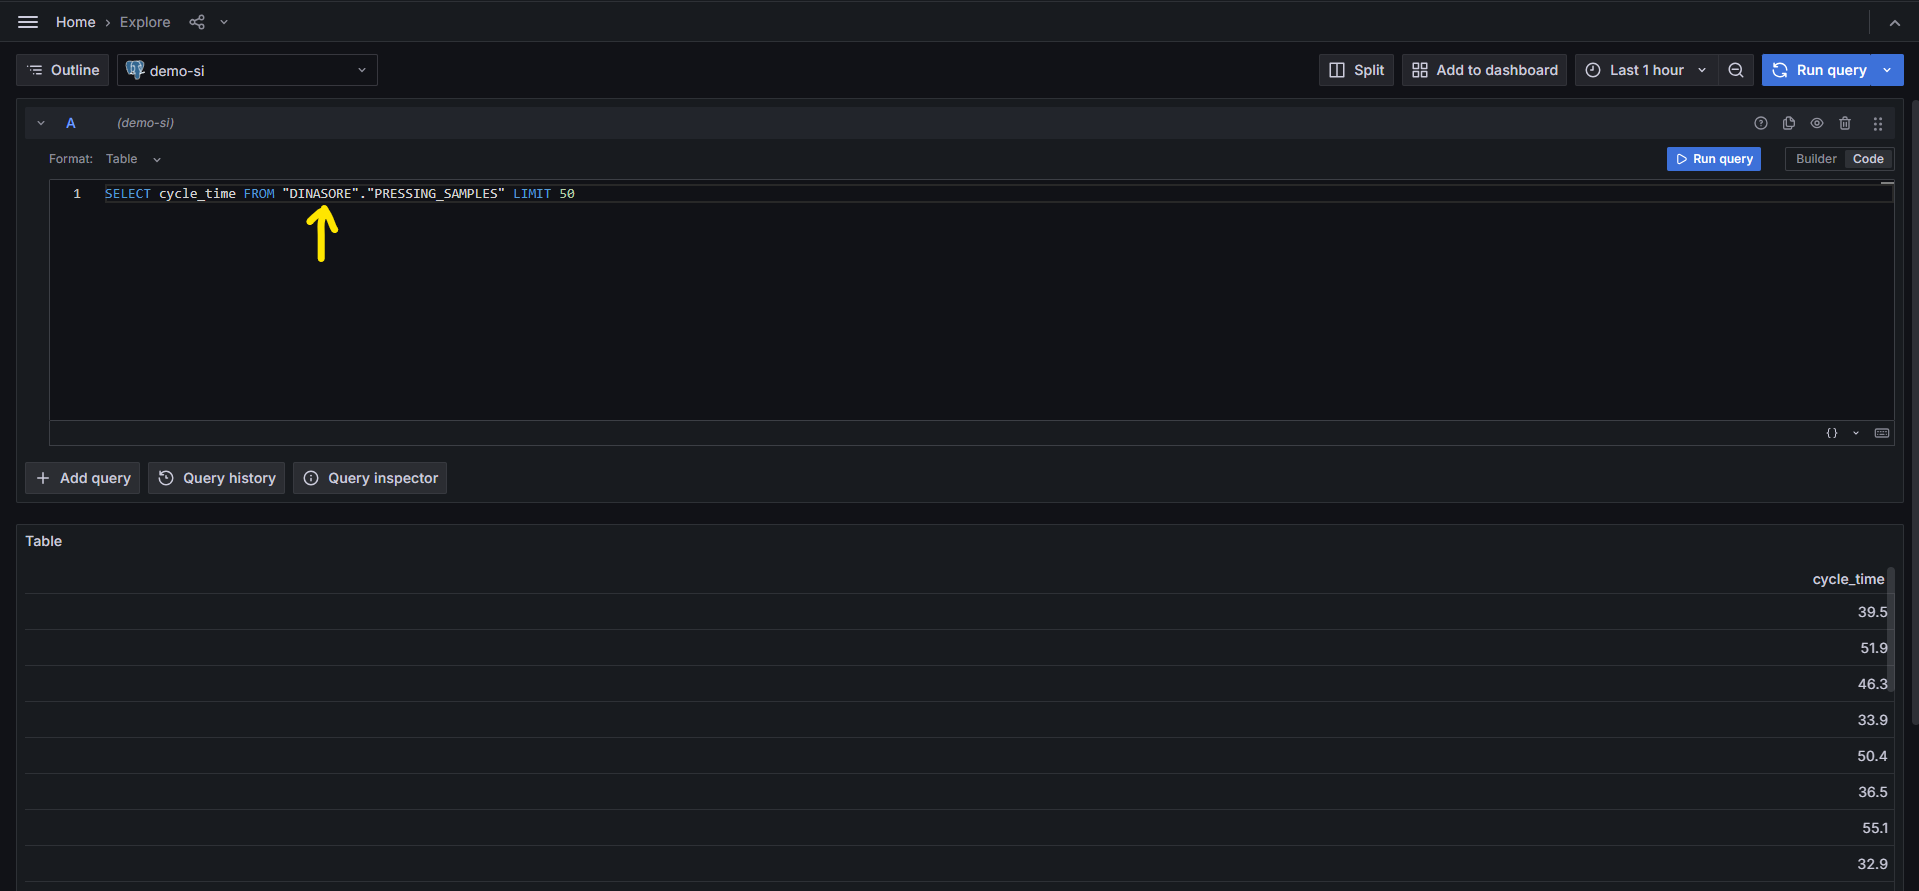 Home › Explore
Outline demo-si Split Add to dashboard Last 1 hour Run query
A (demo-si)
Format: Table Run query Builder Code
1 SELECT cycle_time FROM "DINASORE"."PRESSING_SAMPLES" LIMIT 50
{}
Add query Query history Query inspector
Table
cycle_time
39.5
51.9
46.3
33.9
50.4
36.5
55.1
32.9